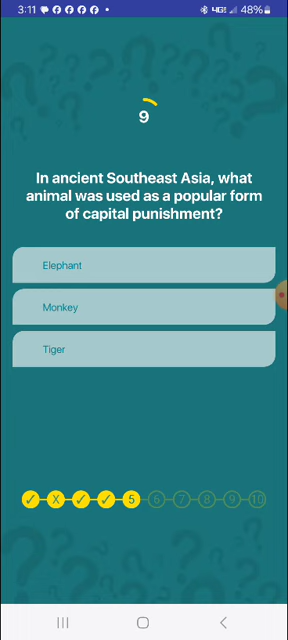 3:11 4G 48%
9
In ancient Southeast Asia, what
animal was used as a popular form
of capital punishment?
Elephant
Monkey
Tiger
✓ X ✓ ✓ 5 6 7 8 9 10